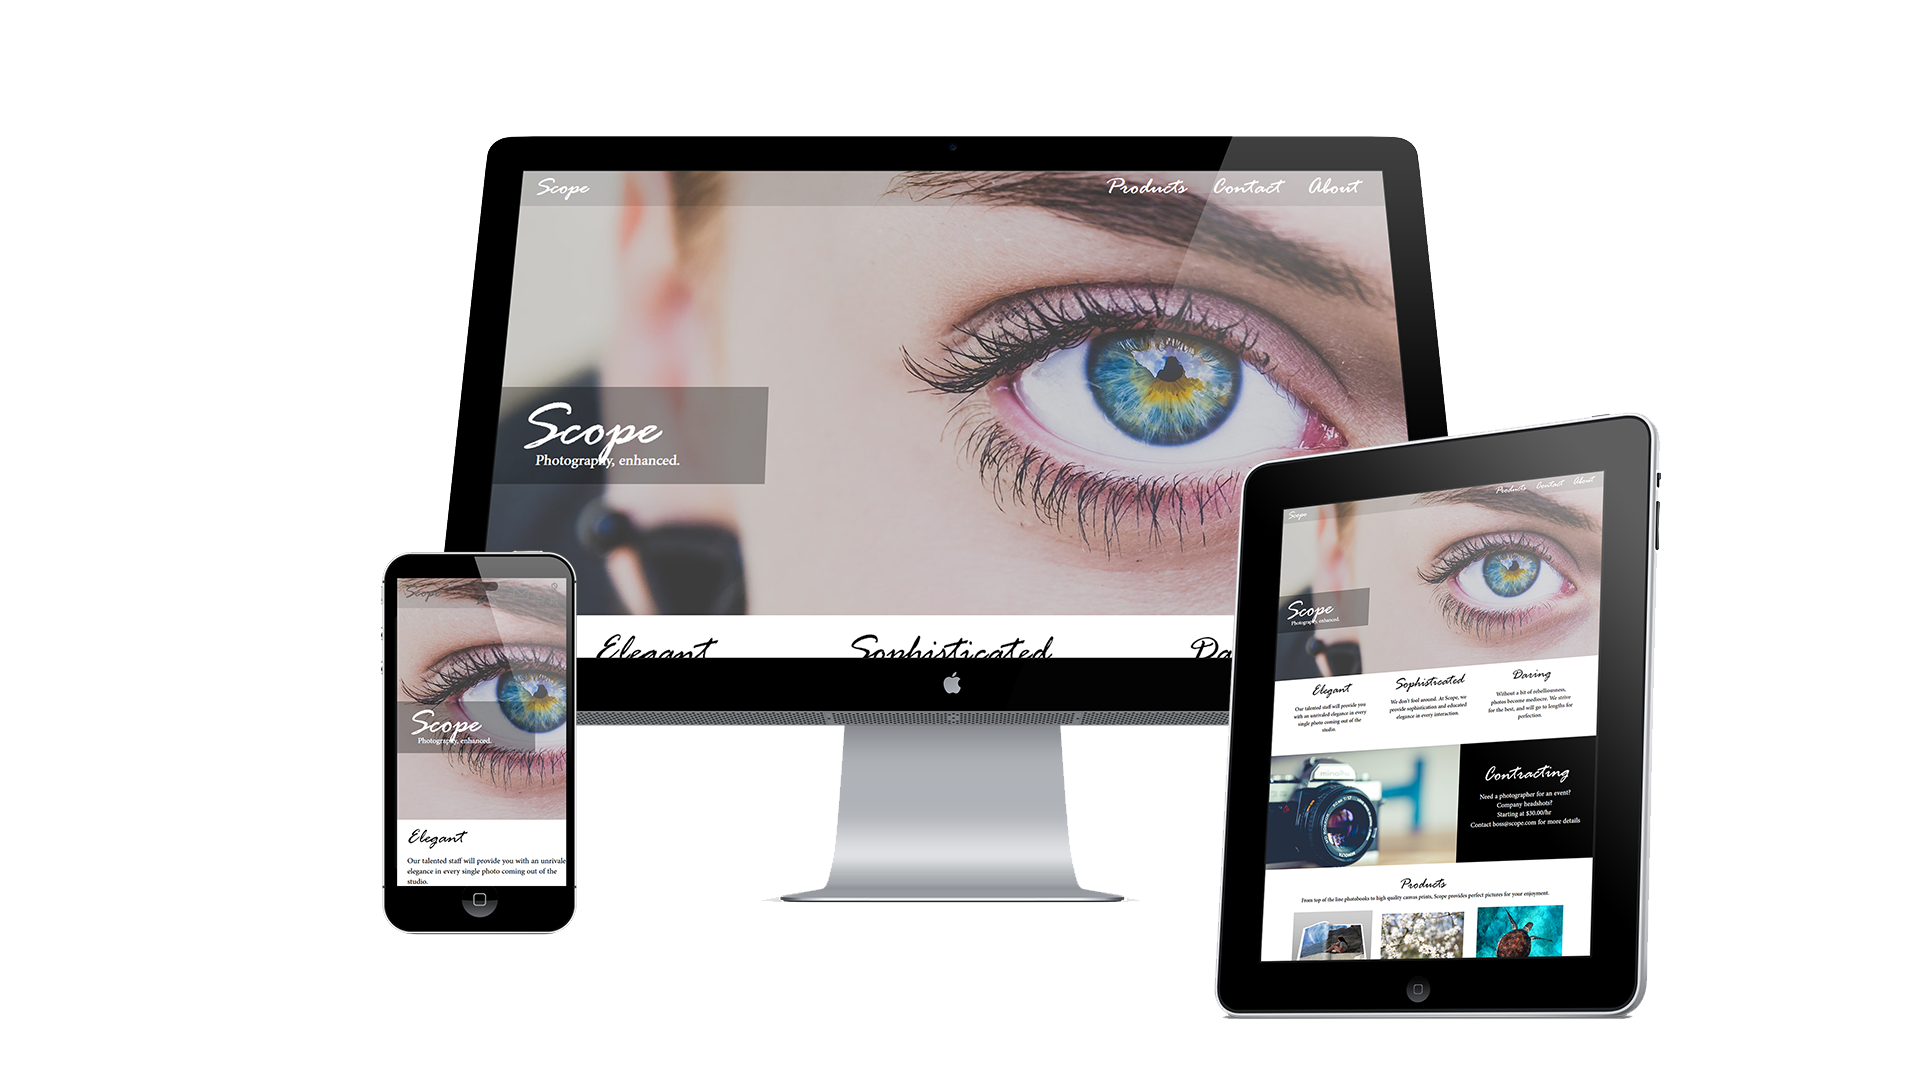 Scope
Products Contact About
Scope
Photography, enhanced.
Elegant
Sophisticated
Da
Scope
Scope
Photography, enhanced.
Elegant
Our talented staff will provide you with an unrivale
elegance in every single photo coming out of the
studio.
Products Contact About
Scope
Scope
Photography, enhanced.
Elegant
Our talented staff will provide you
with an unrivaled elegance in every
single photo coming out of the
studio.
Sophisticated
We don't fool around. At Scope, we
provide sophistication and educated
elegance in every interaction.
Daring
Without a bit of rebelliousness,
photos become mediocre. We strive
for the best, and will go to lengths for
perfection.
minolta
Contracting
Need a photographer for an event?
Company headshots?
Starting at $30.00/hr
Contact boss@scope.com for more details
Products
From top of the line photobooks to high quality canvas prints, Scope provides perfect pictures for your enjoyment.